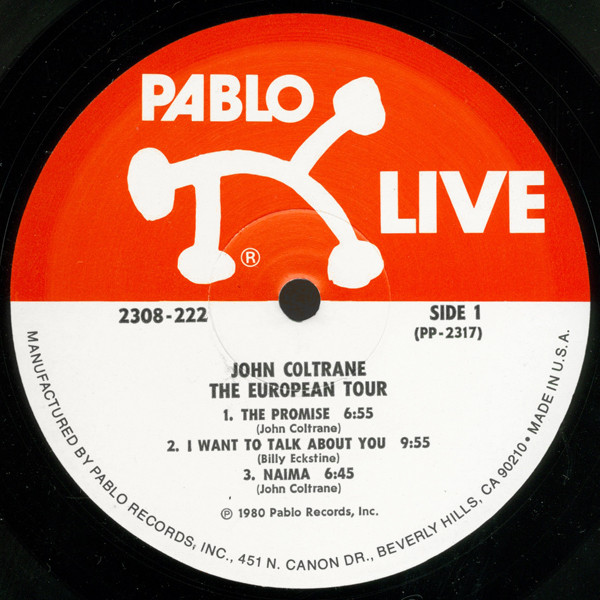 PABLO
LIVE
®
2308-222
SIDE 1
(PP-2317)
JOHN COLTRANE
THE EUROPEAN TOUR
1. THE PROMISE 6:55
(John Coltrane)
2. I WANT TO TALK ABOUT YOU 9:55
(Billy Eckstine)
3. NAIMA 6:45
(John Coltrane)
℗ 1980 Pablo Records, Inc.
MANUFACTURED BY PABLO RECORDS, INC., 451 N. CANON DR., BEVERLY HILLS, CA 90210 • MADE IN U.S.A.